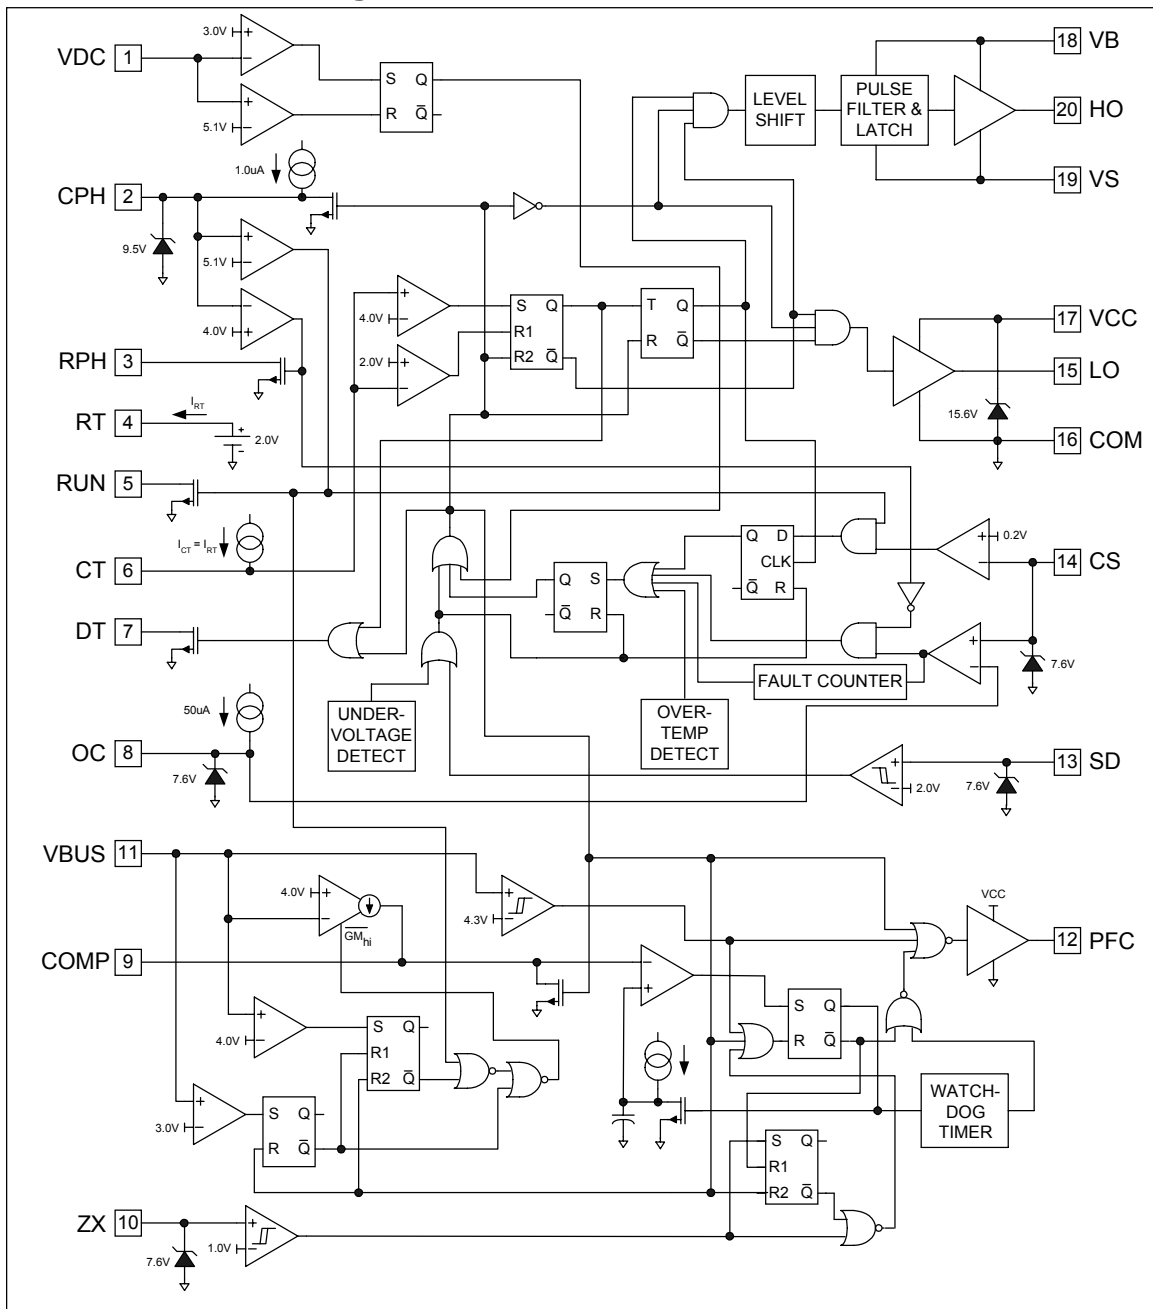 VDC 1
3.0V
5.1V
S Q
R Q̅
LEVEL
SHIFT
PULSE
FILTER &
LATCH
18 VB
20 HO
19 VS
CPH 2
1.0uA
9.5V
5.1V
4.0V
4.0V
2.0V
S Q
R1
R2 Q̅
T Q
R Q̅
17 VCC
15 LO
16 COM
15.6V
RPH 3
RT 4
I_RT
+
-
2.0V
RUN 5
I_CT = I_RT
CT 6
DT 7
50uA
OC 8
7.6V
Q S
Q̅ R
Q D
CLK
Q̅ R
0.2V
14 CS
7.6V
FAULT COUNTER
UNDER-
VOLTAGE
DETECT
OVER-
TEMP
DETECT
2.0V
7.6V
13 SD
VBUS 11
4.0V
G̅M̅_hi
4.3V
VCC
12 PFC
COMP 9
4.0V
S Q
R1
R2 Q̅
3.0V
S Q
R Q̅
S Q
R Q̅
WATCH-
DOG
TIMER
S Q
R1
R2 Q̅
ZX 10
7.6V
1.0V